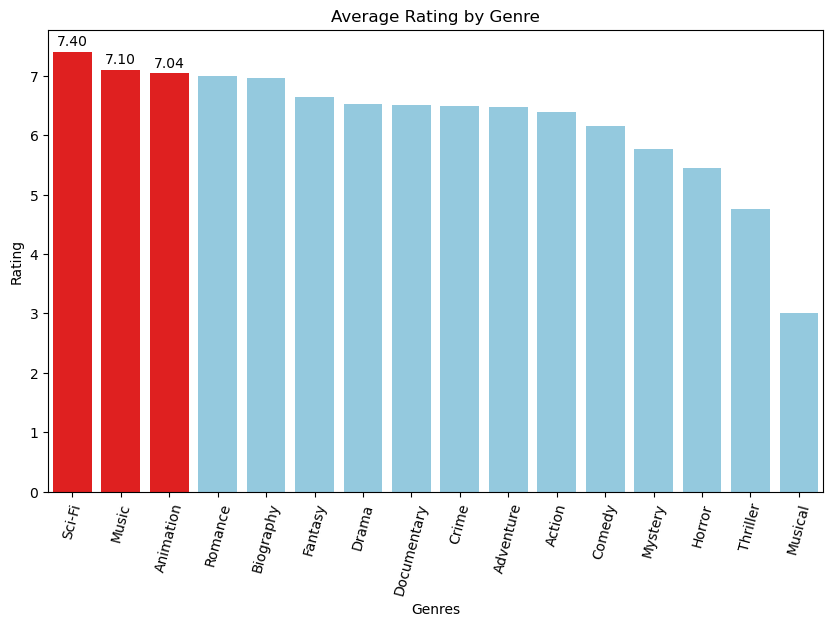 Average Rating by Genre
7.40
7.10
7.04
Rating
7
6
5
4
3
2
1
0
Sci-Fi
Music
Animation
Romance
Biography
Fantasy
Drama
Documentary
Crime
Adventure
Action
Comedy
Mystery
Horror
Thriller
Musical
Genres